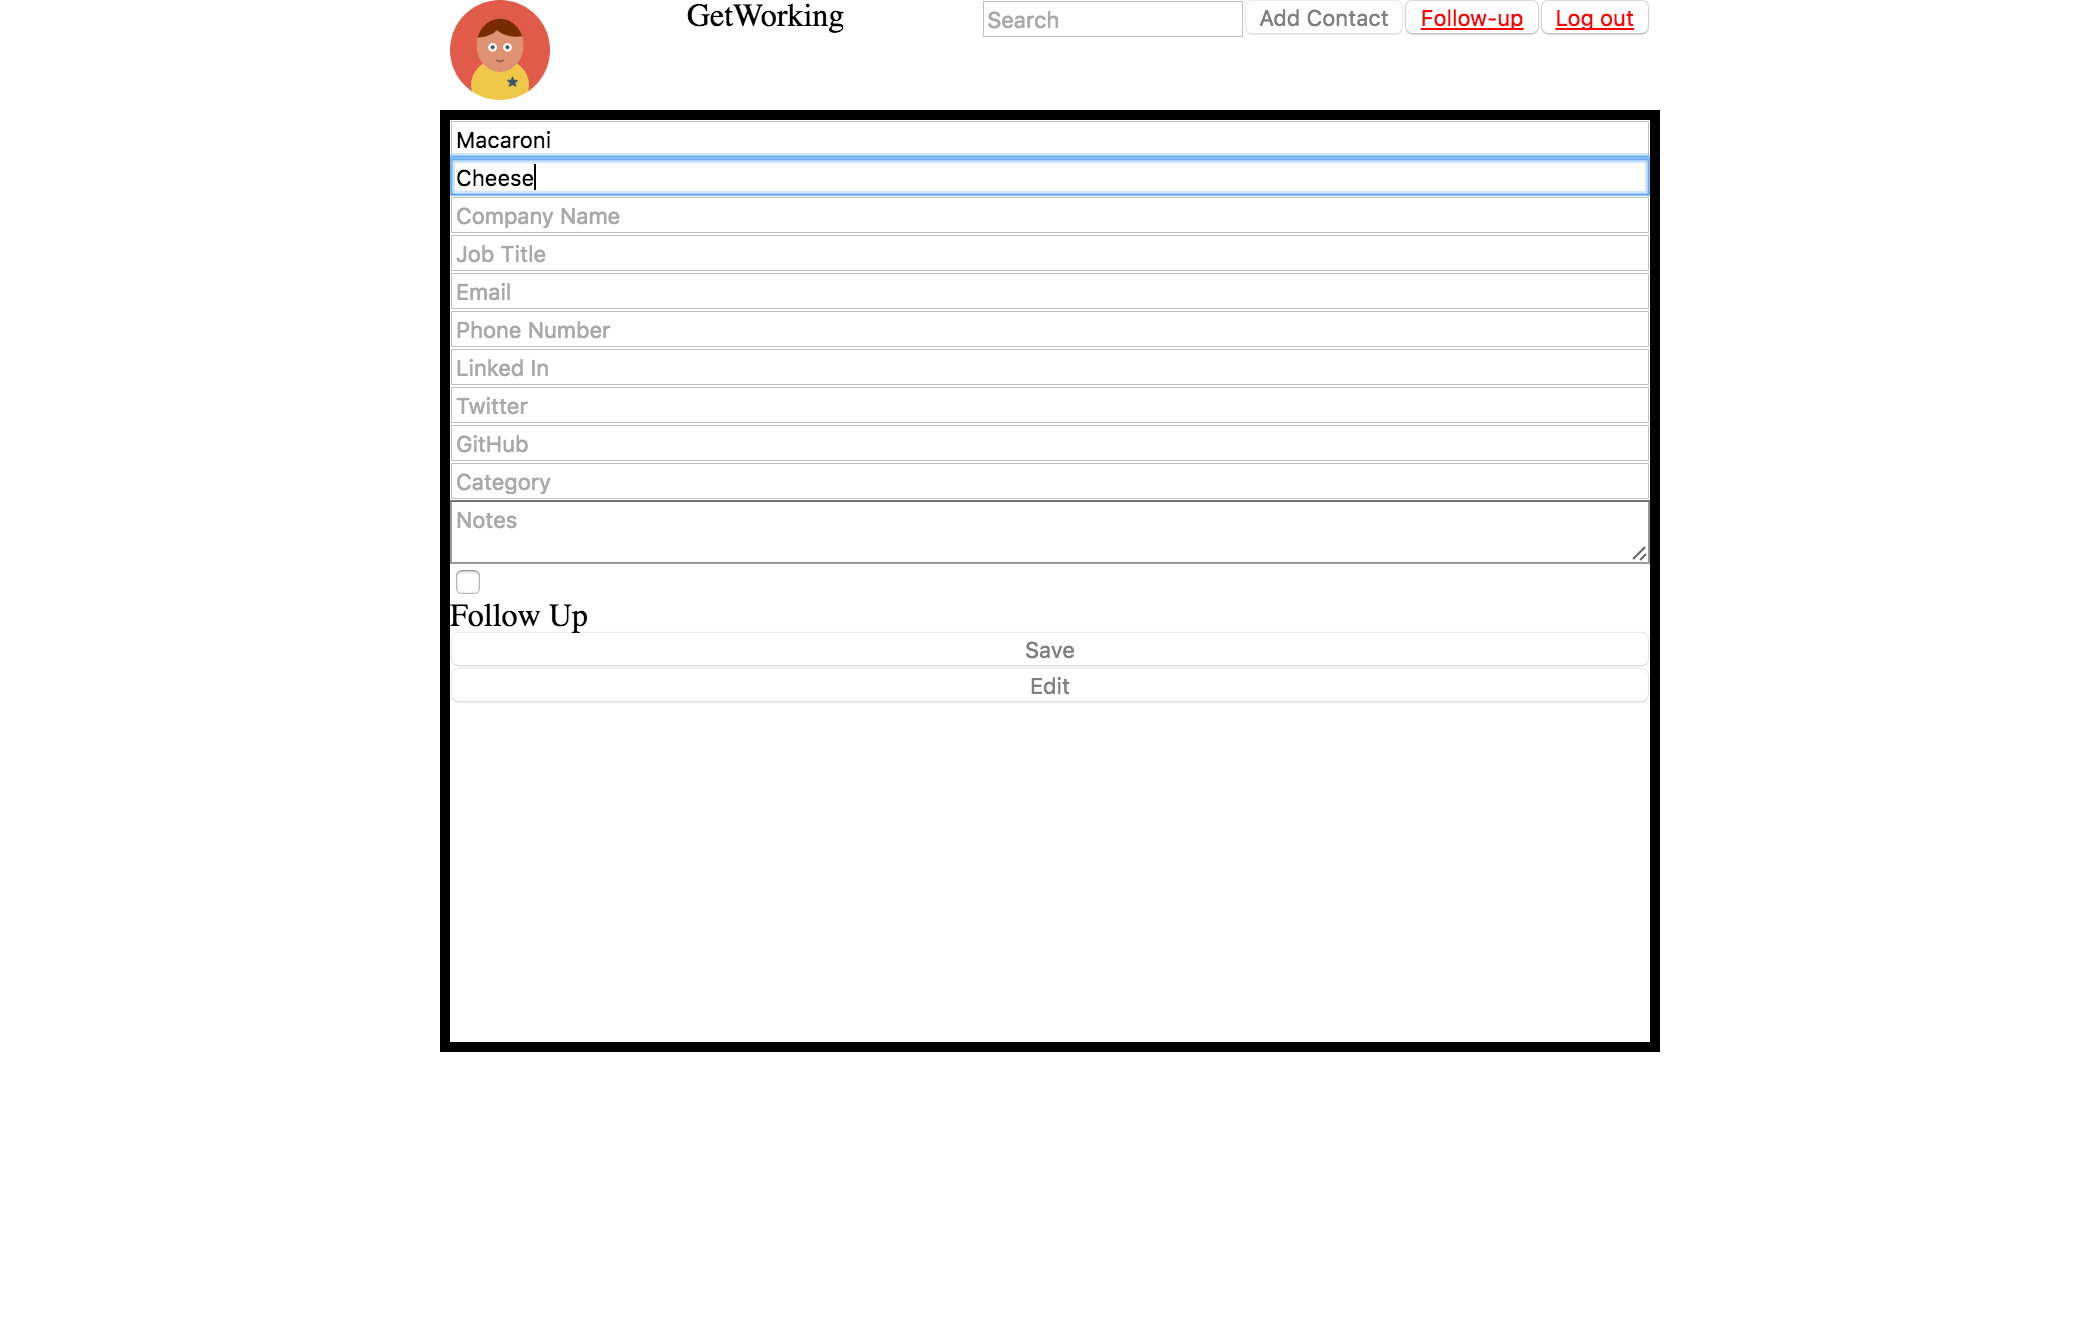 GetWorking
Search Add Contact Follow-up Log out
Macaroni
Cheese
Company Name
Job Title
Email
Phone Number
Linked In
Twitter
GitHub
Category
Notes
Follow Up
Save
Edit